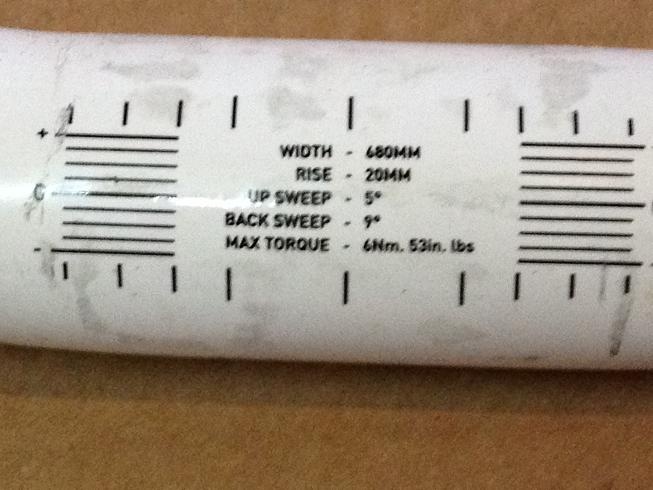 +
WIDTH - 680MM
RISE - 20MM
C
UP SWEEP - 5°
BACK SWEEP - 9°
MAX TORQUE - 6Nm. 53in. lbs
-